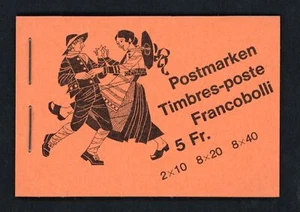 Postmarken
Timbres-poste
Francobolli
5 Fr.
2×10 8×20 8×40